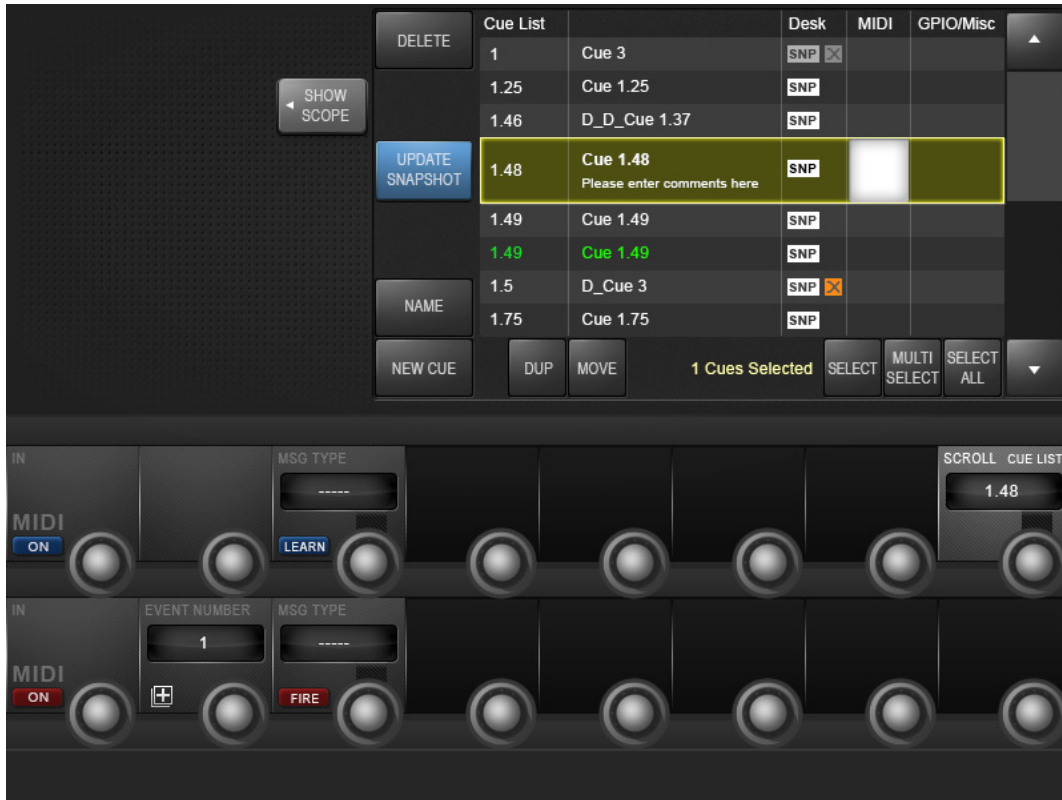 DELETE
Cue List Desk MIDI GPIO/Misc
1 Cue 3 SNP
1.25 Cue 1.25 SNP
SHOW
SCOPE
1.46 D_D_Cue 1.37 SNP
UPDATE
SNAPSHOT
1.48 Cue 1.48 SNP
Please enter comments here
1.49 Cue 1.49 SNP
1.49 Cue 1.49 SNP
1.5 D_Cue 3 SNP
NAME
1.75 Cue 1.75 SNP
NEW CUE DUP MOVE 1 Cues Selected SELECT
MULTI
SELECT
SELECT
ALL
IN MSG TYPE SCROLL CUE LIST
----- 1.48
MIDI
ON LEARN
IN EVENT NUMBER MSG TYPE
1 -----
MIDI
ON FIRE